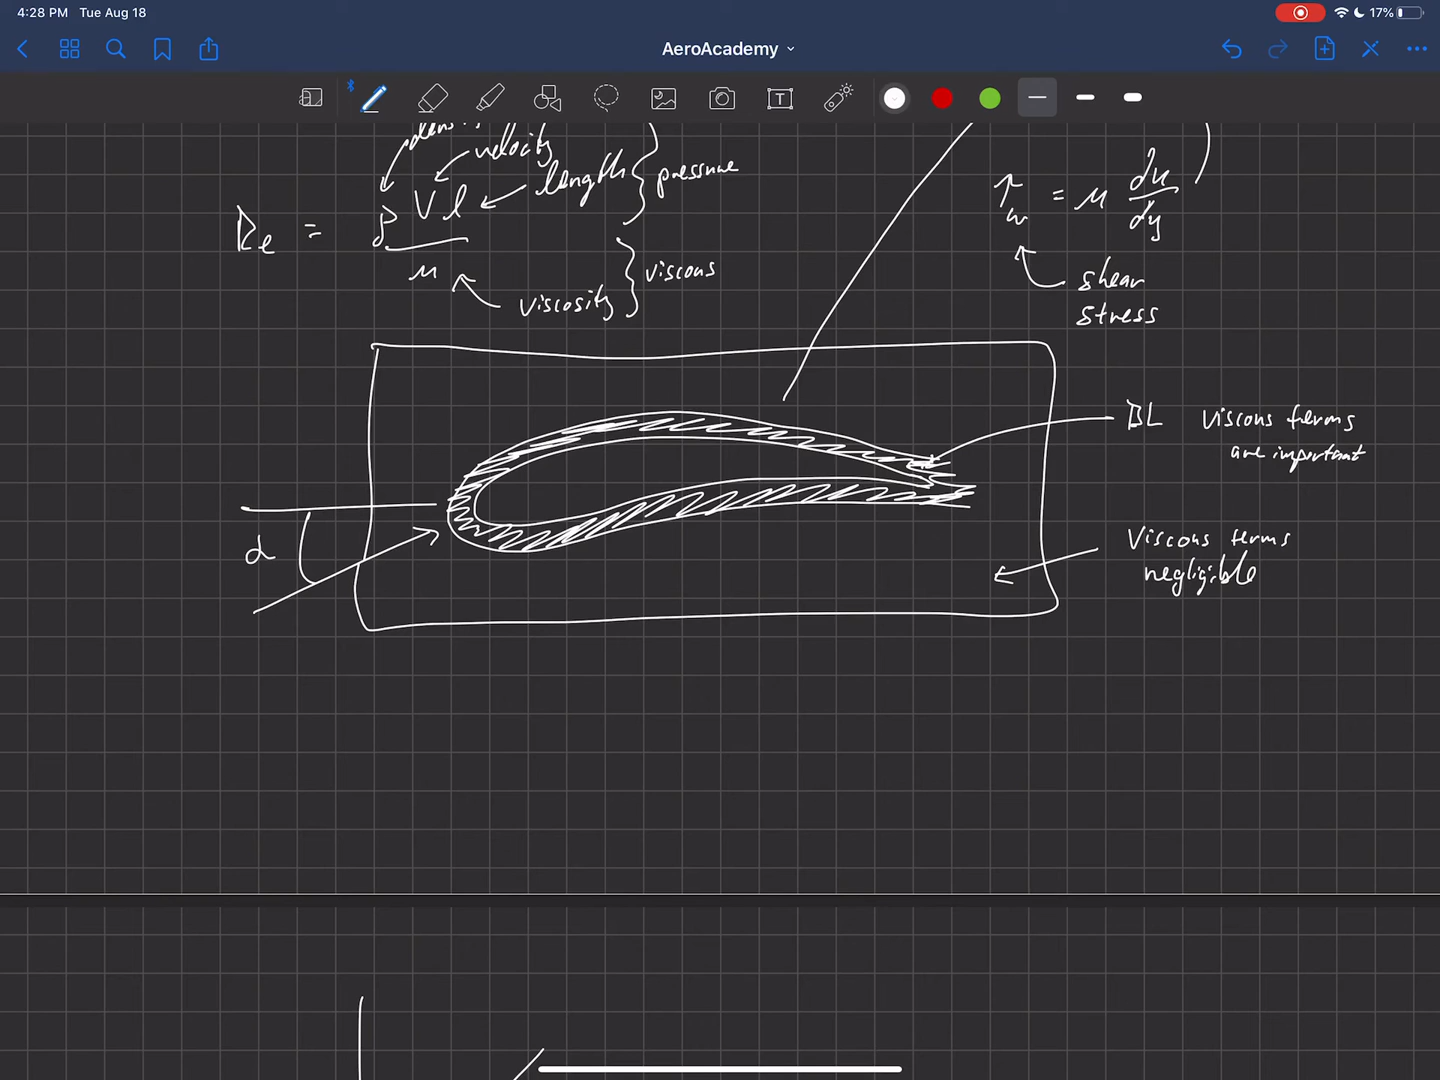 4:28 PM Tue Aug 18
17%
AeroAcademy
T
velocity
length
pressure
Re = ρVl
μ
viscous
viscosity
τw = μ du
dy
shear
stress
BL viscous terms
are important
α
Viscous terms
negligible